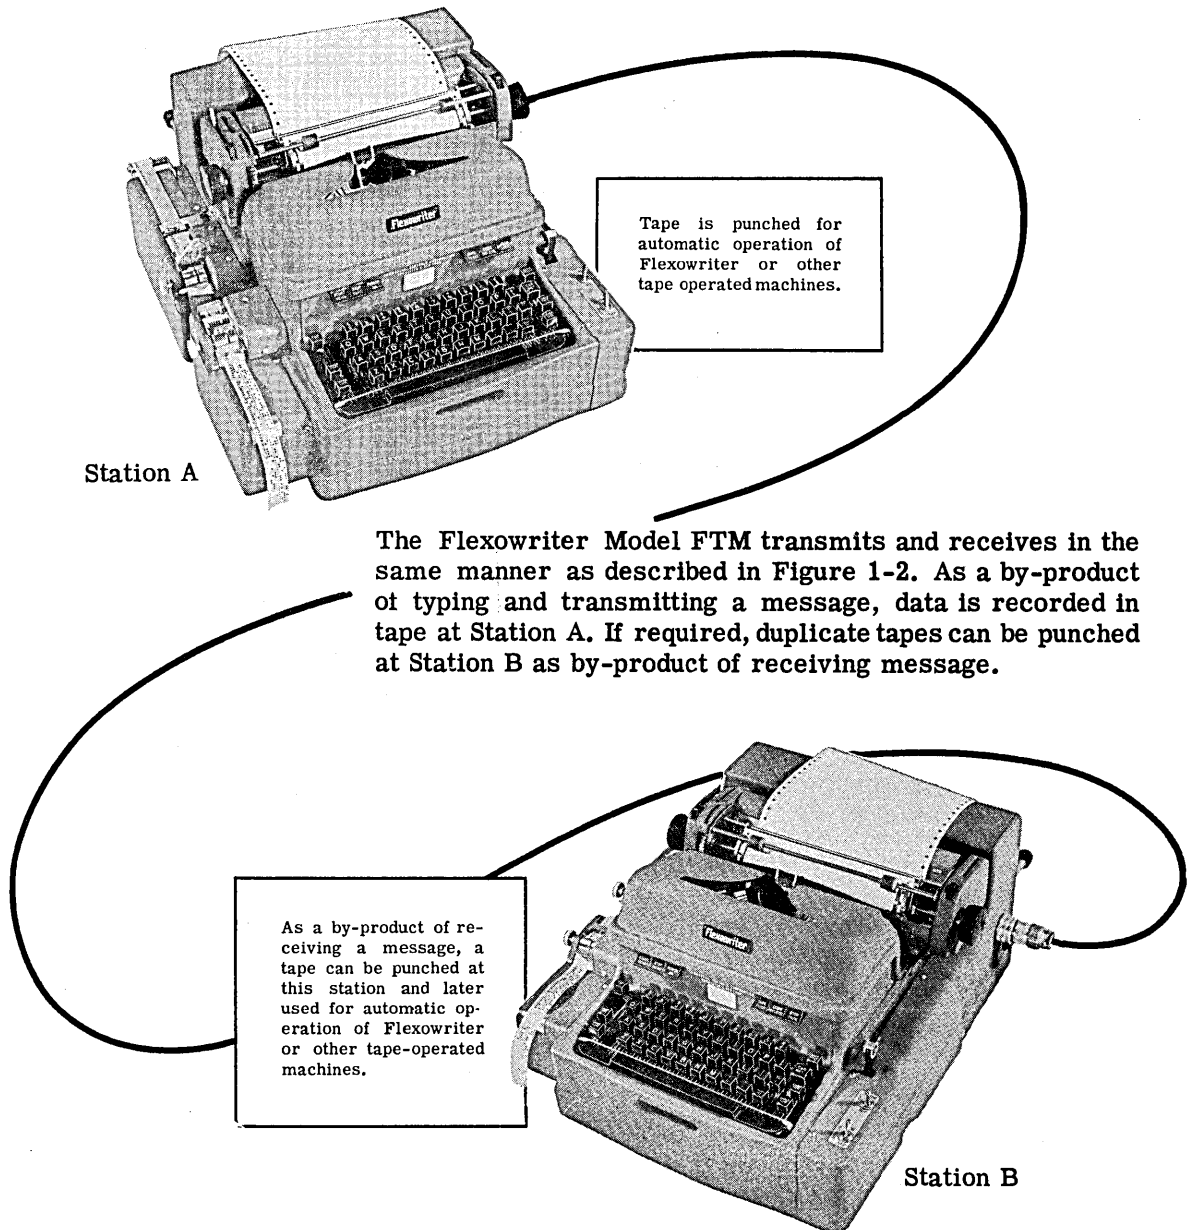 Flexowriter
Tape is punched for
automatic operation of
Flexowriter or other
tape operated machines.
Station A
The Flexowriter Model FTM transmits and receives in the
same manner as described in Figure 1-2. As a by-product
of typing and transmitting a message, data is recorded in
tape at Station A. If required, duplicate tapes can be punched
at Station B as by-product of receiving message.
As a by-product of re-
ceiving a message, a
tape can be punched at
this station and later
used for automatic op-
eration of Flexowriter
or other tape-operated
machines.
Flexowriter
Station B